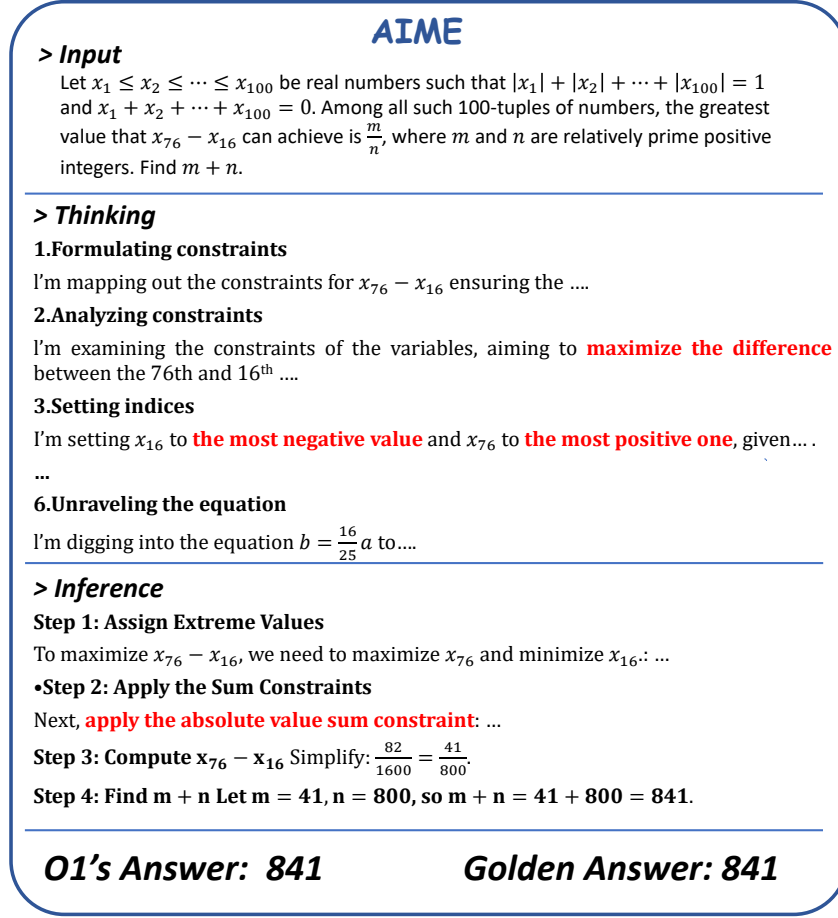 AIME
> Input
Let x₁ ≤ x₂ ≤ ⋯ ≤ x₁₀₀ be real numbers such that |x₁| + |x₂| + ⋯ + |x₁₀₀| = 1
and x₁ + x₂ + ⋯ + x₁₀₀ = 0. Among all such 100-tuples of numbers, the greatest
value that x₇₆ − x₁₆ can achieve is m/n, where m and n are relatively prime positive
integers. Find m + n.
> Thinking
1.Formulating constraints
I'm mapping out the constraints for x₇₆ − x₁₆ ensuring the ....
2.Analyzing constraints
I'm examining the constraints of the variables, aiming to maximize the difference
between the 76th and 16th ....
3.Setting indices
I'm setting x₁₆ to the most negative value and x₇₆ to the most positive one, given... .
...
6.Unraveling the equation
I'm digging into the equation b = 16/25 a to....
> Inference
Step 1: Assign Extreme Values
To maximize x₇₆ − x₁₆, we need to maximize x₇₆ and minimize x₁₆.: ...
•Step 2: Apply the Sum Constraints
Next, apply the absolute value sum constraint: ...
Step 3: Compute x₇₆ − x₁₆ Simplify: 82/1600 = 41/800.
Step 4: Find m + n Let m = 41, n = 800, so m + n = 41 + 800 = 841.
O1's Answer: 841 Golden Answer: 841